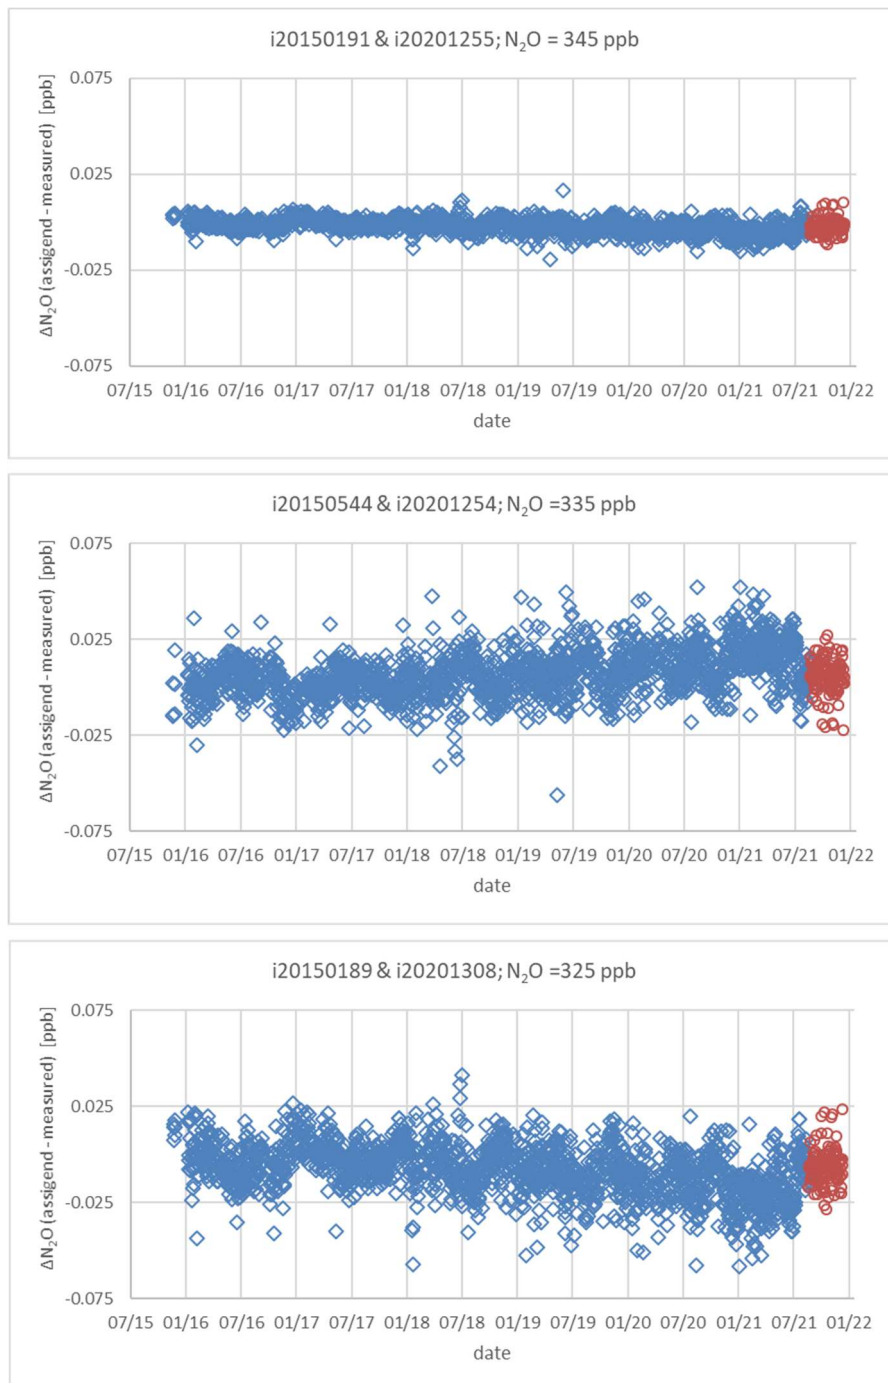 i20150191 & i20201255; N₂O = 345 ppb
ΔN₂O (assigend - measured) [ppb]
0.075
0.025
-0.025
-0.075
07/15 01/16 07/16 01/17 07/17 01/18 07/18 01/19 07/19 01/20 07/20 01/21 07/21 01/22
date
i20150544 & i20201254; N₂O =335 ppb
ΔN₂O (assigend - measured) [ppb]
0.075
0.025
-0.025
-0.075
07/15 01/16 07/16 01/17 07/17 01/18 07/18 01/19 07/19 01/20 07/20 01/21 07/21 01/22
date
i20150189 & i20201308; N₂O =325 ppb
ΔN₂O (assigend - measured) [ppb]
0.075
0.025
-0.025
-0.075
07/15 01/16 07/16 01/17 07/17 01/18 07/18 01/19 07/19 01/20 07/20 01/21 07/21 01/22
date